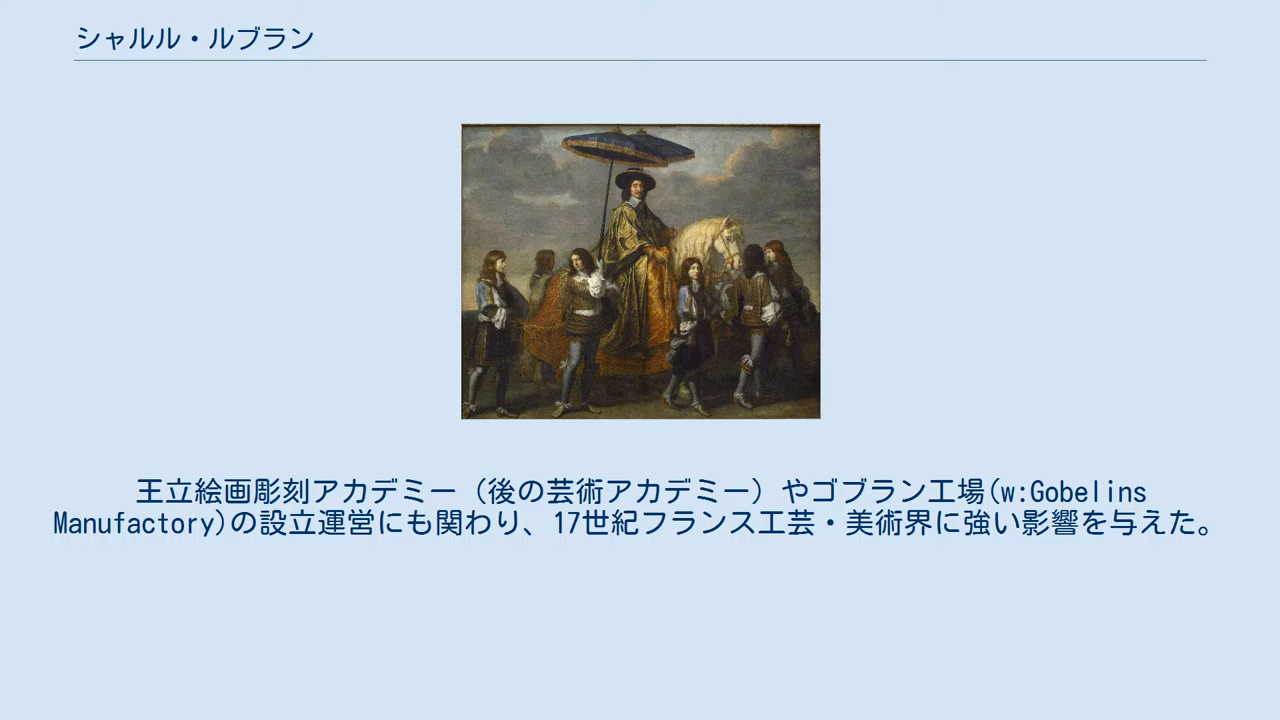 シャルル・ルブラン
王立絵画彫刻アカデミー（後の芸術アカデミー）やゴブラン工場(w:Gobelins
Manufactory)の設立運営にも関わり、17世紀フランス工芸・美術界に強い影響を与えた。